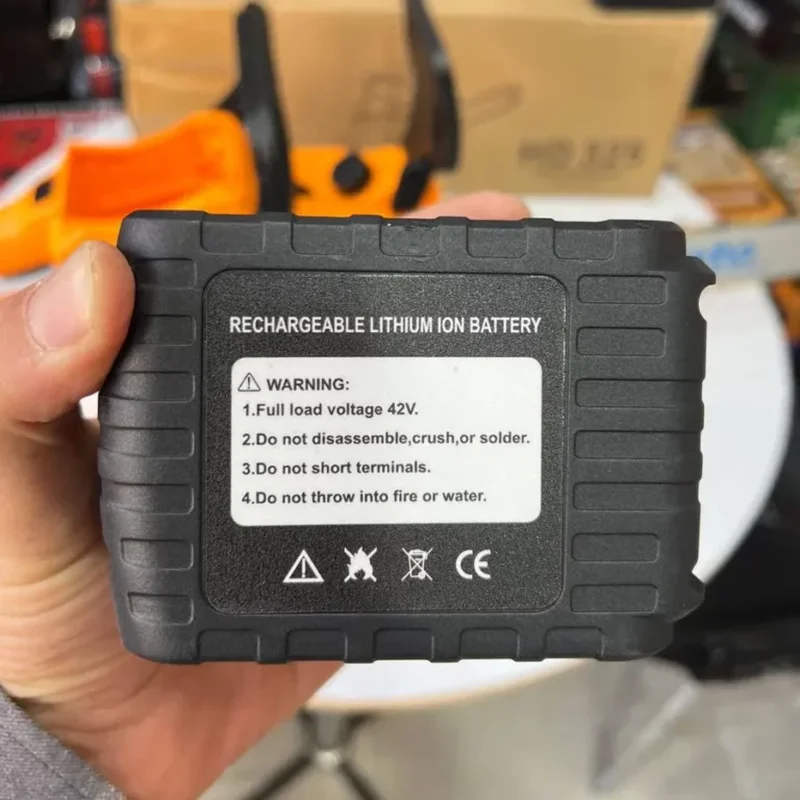 RECHARGEABLE LITHIUM ION BATTERY
WARNING:
1.Full load voltage 42V.
2.Do not disassemble,crush,or solder.
3.Do not short terminals.
4.Do not throw into fire or water.
CE